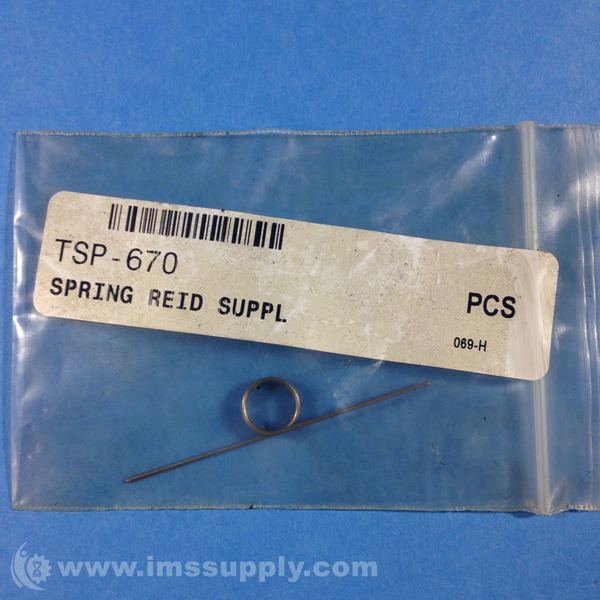 TSP-670
SPRING REID SUPPL
PCS
069-H
www.imssupply.com